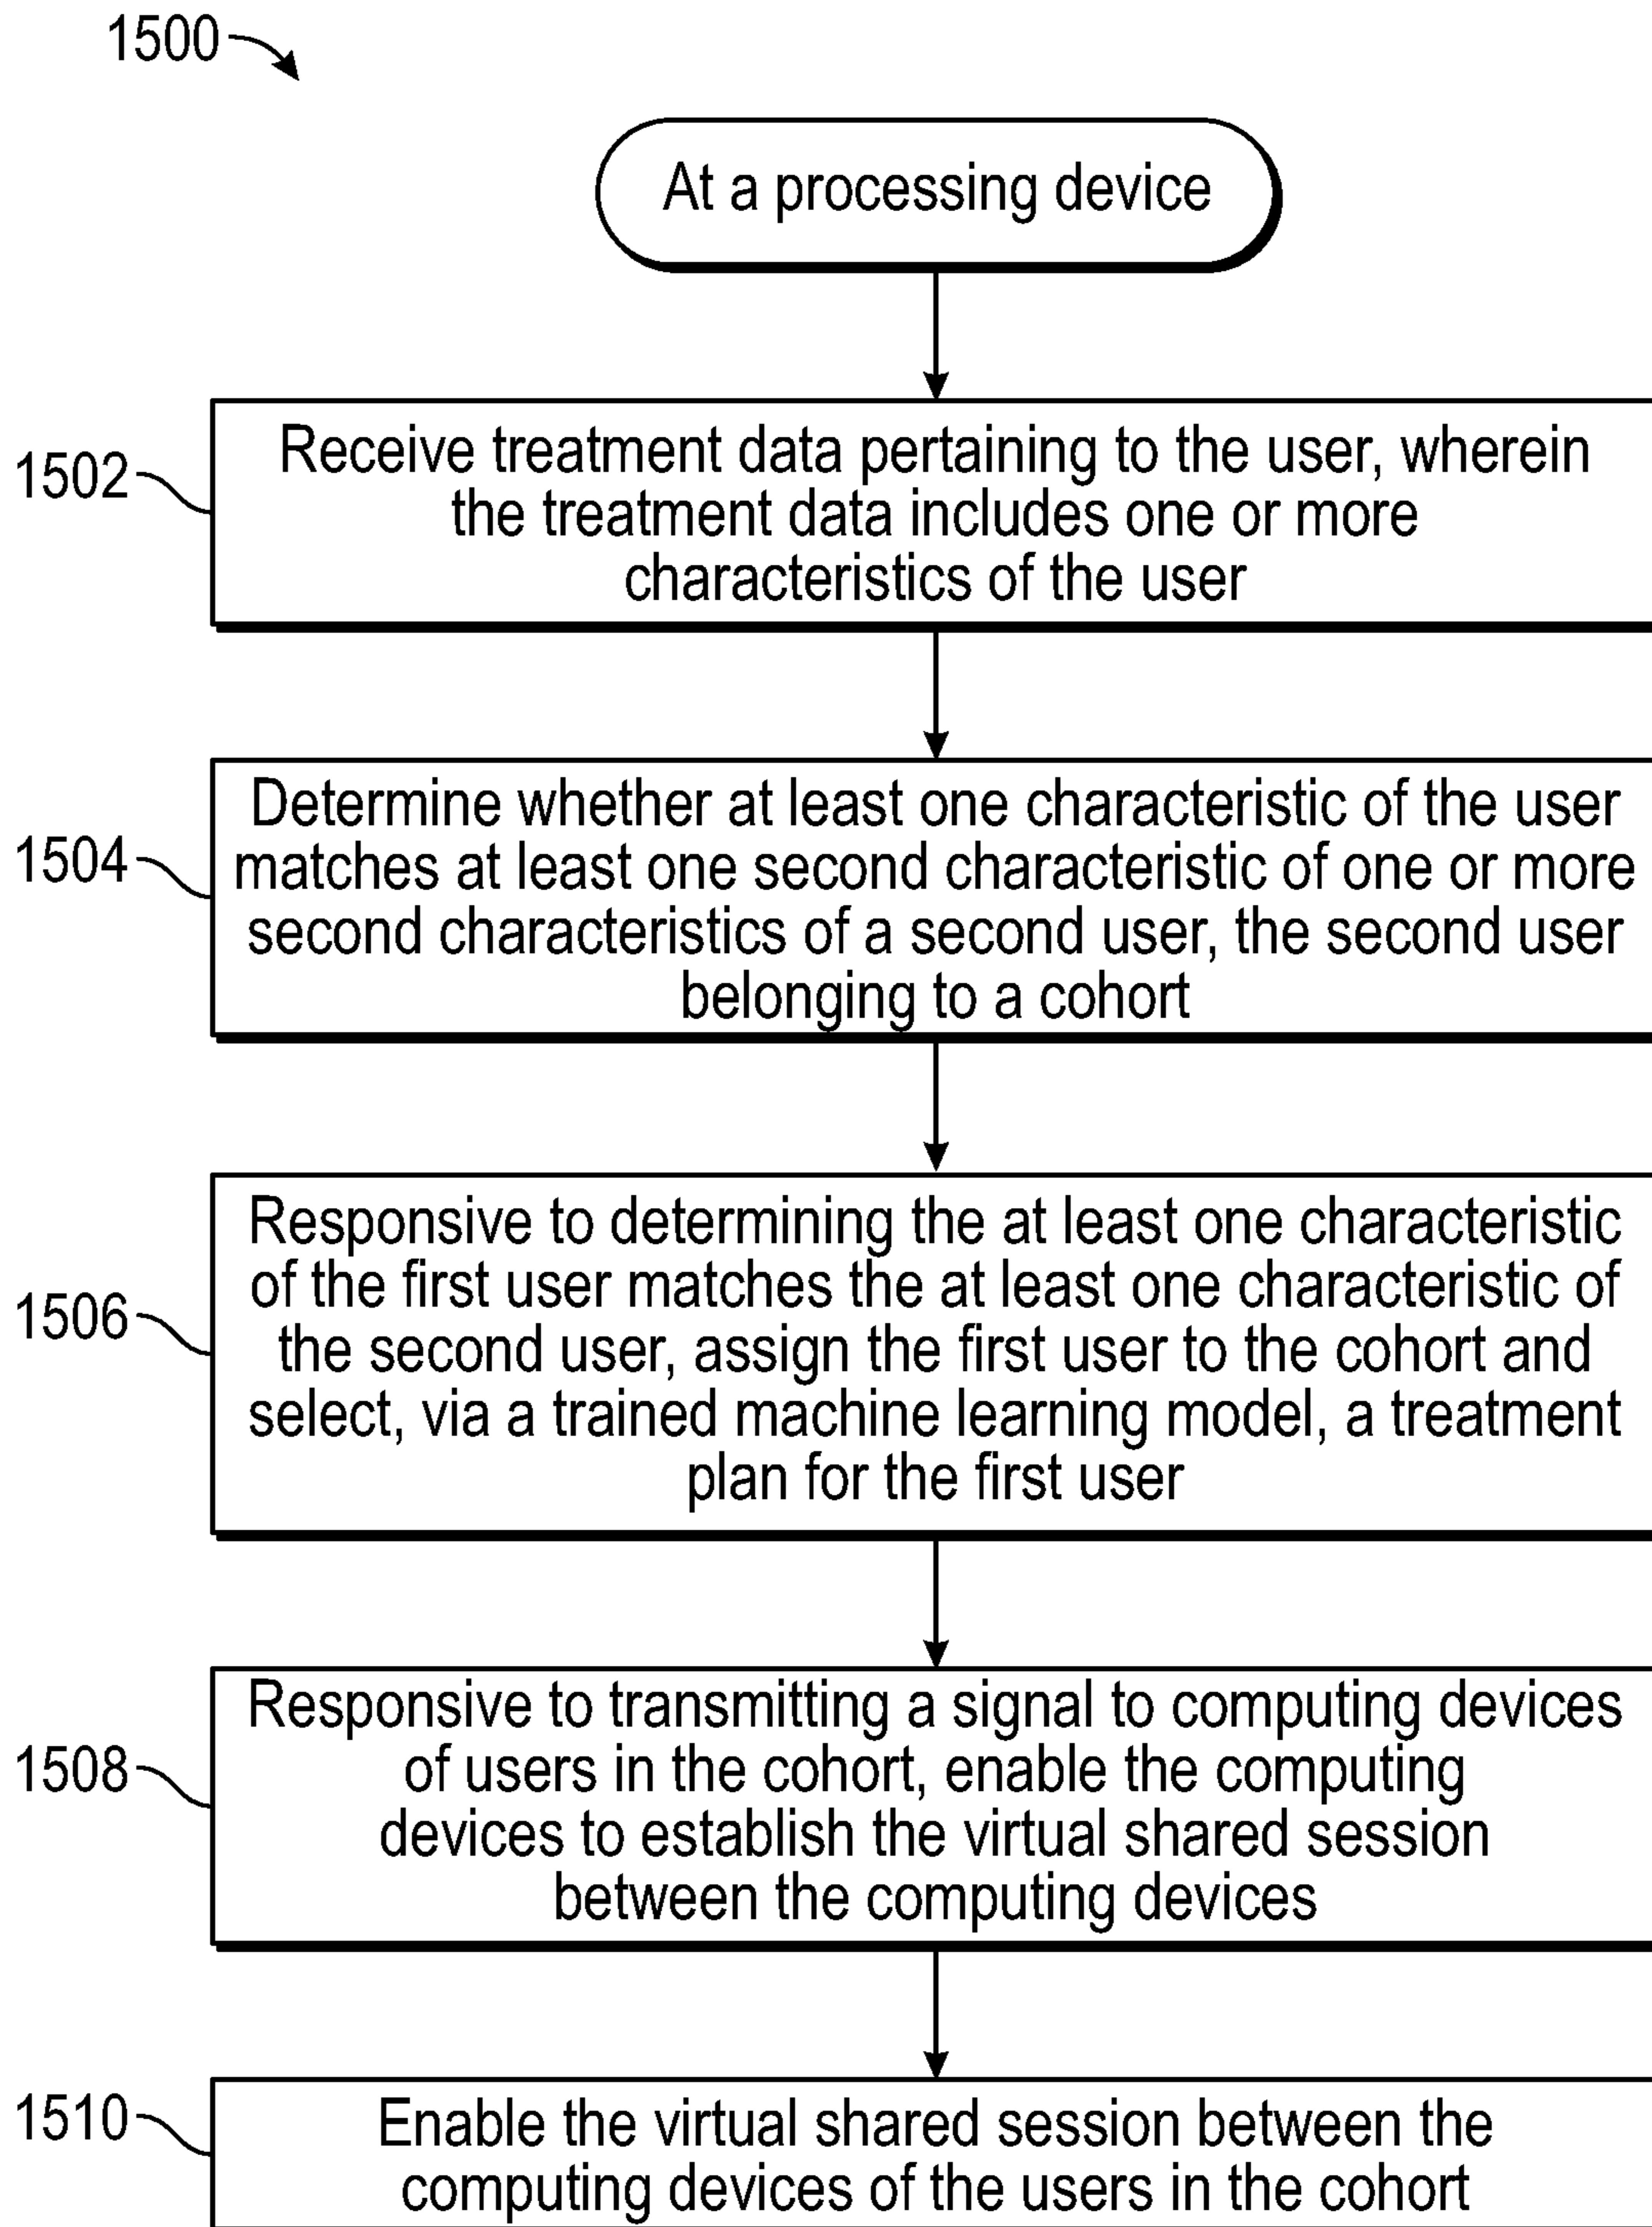 1500
At a processing device
1502
Receive treatment data pertaining to the user, wherein
the treatment data includes one or more
characteristics of the user
1504
Determine whether at least one characteristic of the user
matches at least one second characteristic of one or more
second characteristics of a second user, the second user
belonging to a cohort
1506
Responsive to determining the at least one characteristic
of the first user matches the at least one characteristic of
the second user, assign the first user to the cohort and
select, via a trained machine learning model, a treatment
plan for the first user
1508
Responsive to transmitting a signal to computing devices
of users in the cohort, enable the computing
devices to establish the virtual shared session
between the computing devices
1510
Enable the virtual shared session between the
computing devices of the users in the cohort